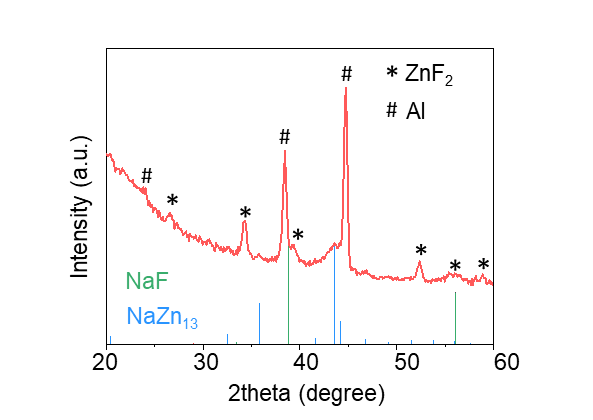 * ZnF₂
# Al
#
#
#
*
*
*
*
*
*
Intensity (a.u.)
NaF
NaZn₁₃
20 30 40 50 60
2theta (degree)